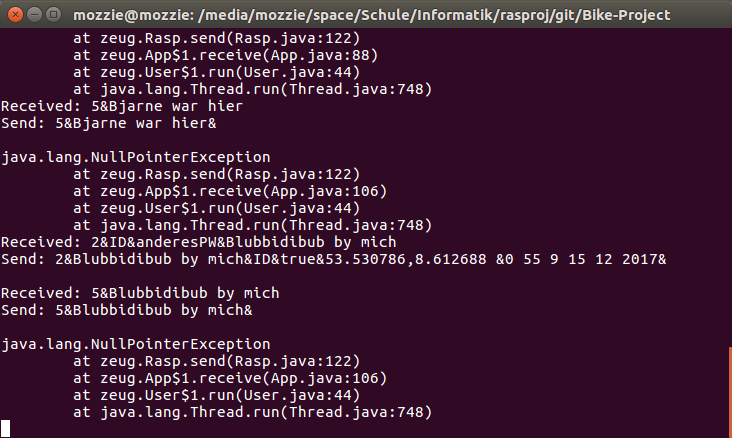 mozzie@mozzie: /media/mozzie/space/Schule/Informatik/rasproj/git/Bike-Project
at zeug.Rasp.send(Rasp.java:122)
at zeug.App$1.receive(App.java:88)
at zeug.User$1.run(User.java:44)
at java.lang.Thread.run(Thread.java:748)
Received: 5&Bjarne war hier
Send: 5&Bjarne war hier&
java.lang.NullPointerException
at zeug.Rasp.send(Rasp.java:122)
at zeug.App$1.receive(App.java:106)
at zeug.User$1.run(User.java:44)
at java.lang.Thread.run(Thread.java:748)
Received: 2&ID&anderesPW&Blubbidibub by mich
Send: 2&Blubbidibub by mich&ID&true&53.530786,8.612688 &0 55 9 15 12 2017&
Received: 5&Blubbidibub by mich
Send: 5&Blubbidibub by mich&
java.lang.NullPointerException
at zeug.Rasp.send(Rasp.java:122)
at zeug.App$1.receive(App.java:106)
at zeug.User$1.run(User.java:44)
at java.lang.Thread.run(Thread.java:748)